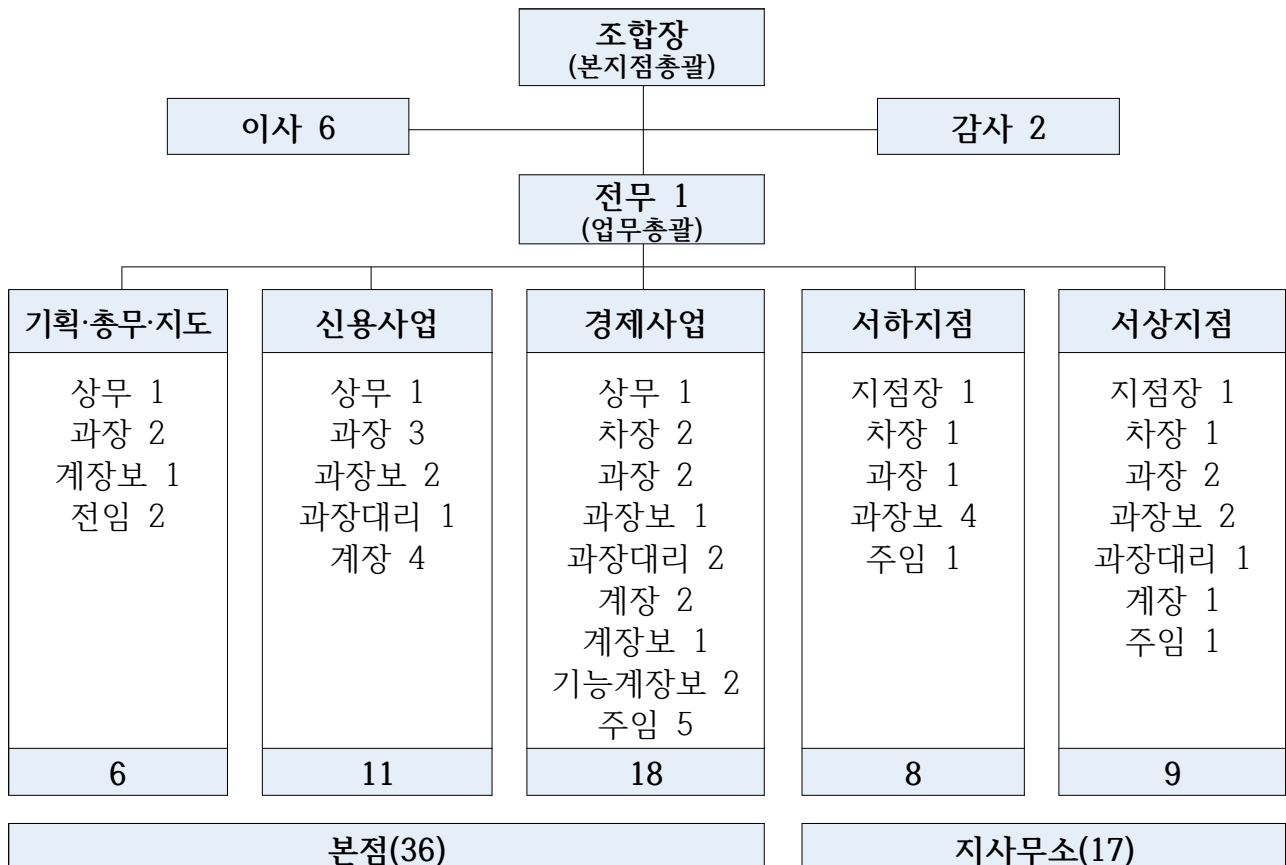 조합장
(본지점총괄)
이사 6
감사 2
전무 1
(업무총괄)
기획·총무·지도
상무 1
과장 2
계장보 1
전임 2
6
신용사업
상무 1
과장 3
과장보 2
과장대리 1
계장 4
11
경제사업
상무 1
차장 2
과장 2
과장보 1
과장대리 2
계장 2
계장보 1
기능계장보 2
주임 5
18
서하지점
지점장 1
차장 1
과장 1
과장보 4
주임 1
8
서상지점
지점장 1
차장 1
과장 2
과장보 2
과장대리 1
계장 1
주임 1
9
본점(36)
지사무소(17)